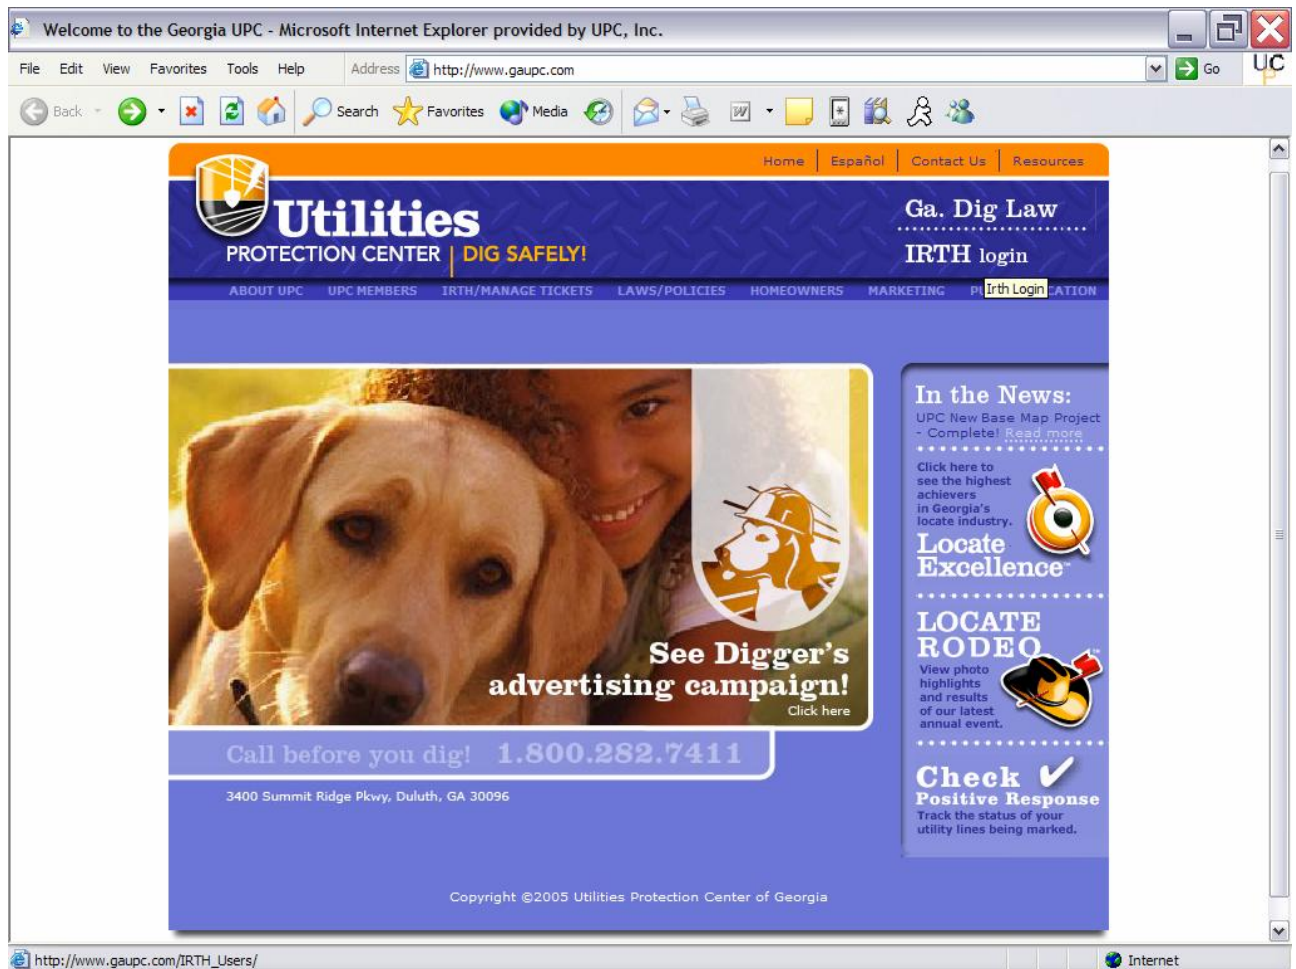 Welcome to the Georgia UPC - Microsoft Internet Explorer provided by UPC, Inc.
File Edit View Favorites Tools Help Address http://www.gaupc.com Go UPC
Back Search Favorites Media
Home Español Contact Us Resources
Utilities
PROTECTION CENTER | DIG SAFELY!
Ga. Dig Law
IRTH login
ABOUT UPC UPC MEMBERS IRTH/MANAGE TICKETS LAWS/POLICIES HOMEOWNERS MARKETING
Irth Login
See Digger's
advertising campaign!
Click here
Call before you dig! 1.800.282.7411
3400 Summit Ridge Pkwy, Duluth, GA 30096
In the News:
UPC New Base Map Project
- Complete! Read more
Click here to
see the highest
achievers
in Georgia's
locate industry.
Locate
Excellence™
LOCATE
RODEO™
View photo
highlights
and results
of our latest
annual event.
Check
Positive Response
Track the status of your
utility lines being marked.
Copyright ©2005 Utilities Protection Center of Georgia
http://www.gaupc.com/IRTH_Users/ Internet